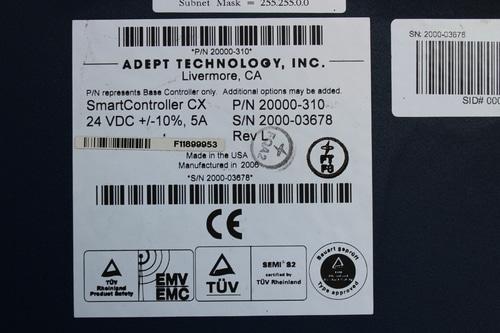 Subnet Mask = 255.255.0.0
*P/N 20000-310*
ADEPT TECHNOLOGY, INC.
Livermore, CA
P/N represents Base Controller only. Additional options may be added.
SmartController CX P/N 20000-310
24 VDC +/-10%, 5A S/N 2000-03678
Rev L
F11899953
Made in the USA
Manufactured in 2006
*S/N 2000-03678*
FT
CE
TÜV
TÜV Rheinland
Product Safety
EMV
EMC
TÜV
SEMI S2
certified by
TÜV Rheinland
Bauart geprüft
Type approved
SN: 2000-03678
SID# 000